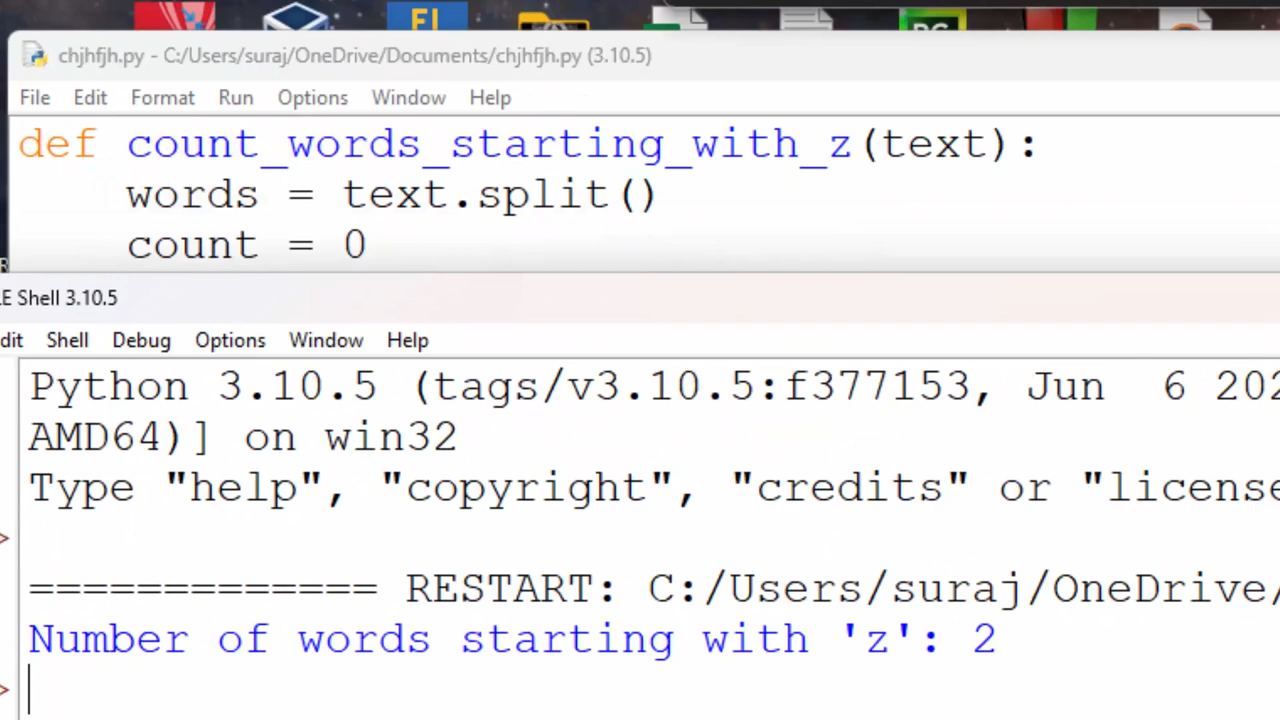 FI
PC
chjhfjh.py - C:/Users/suraj/OneDrive/Documents/chjhfjh.py (3.10.5)
File Edit Format Run Options Window Help
def count_words_starting_with_z(text):
words = text.split()
count = 0
E Shell 3.10.5
dit Shell Debug Options Window Help
Python 3.10.5 (tags/v3.10.5:f377153, Jun 6 202
AMD64)] on win32
Type "help", "copyright", "credits" or "license
============= RESTART: C:/Users/suraj/OneDrive/
Number of words starting with 'z': 2